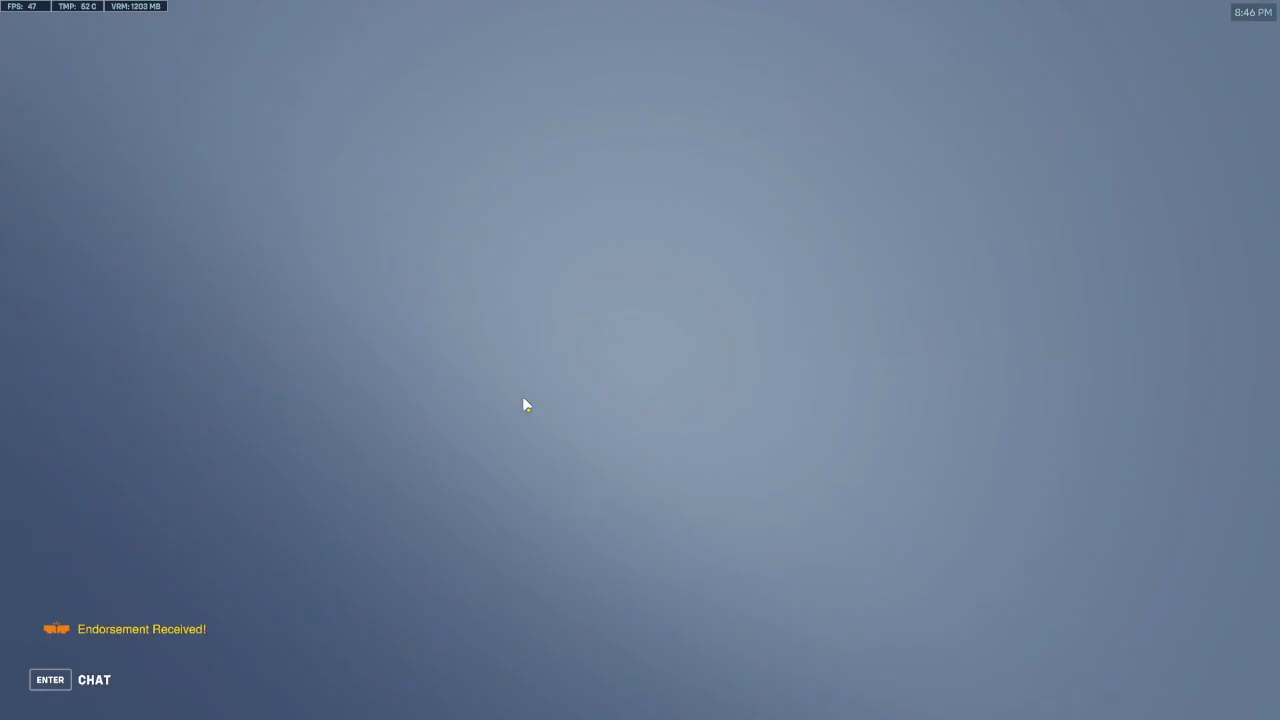 FPS: 47 TMP: 52 C VRM: 1203 MB
8:46 PM
Endorsement Received!
ENTER CHAT